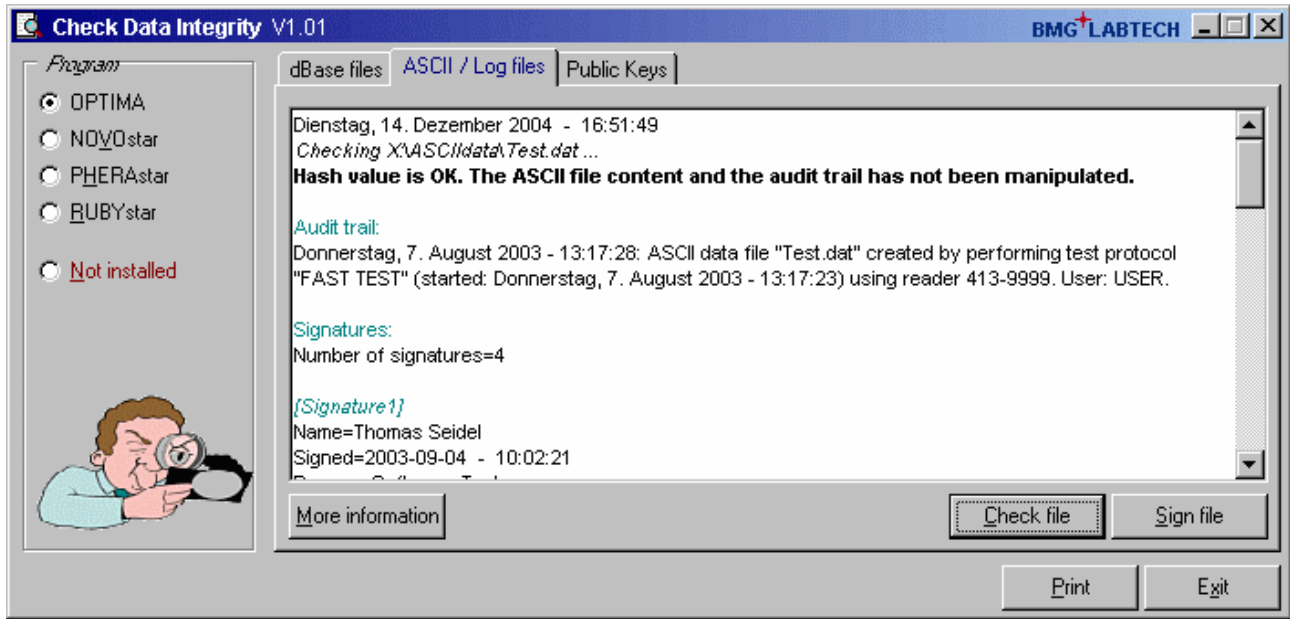 Check Data Integrity V1.01
BMG LABTECH
Program
OPTIMA
NOVOstar
PHERAstar
RUBYstar
Not installed
dBase files
ASCII / Log files
Public Keys
Dienstag, 14. Dezember 2004 - 16:51:49
Checking X:\ASCIIdata\Test.dat ...
Hash value is OK. The ASCII file content and the audit trail has not been manipulated.
Audit trail:
Donnerstag, 7. August 2003 - 13:17:28: ASCII data file "Test.dat" created by performing test protocol
"FAST TEST" (started: Donnerstag, 7. August 2003 - 13:17:23) using reader 413-9999. User: USER.
Signatures:
Number of signatures=4
[Signature1]
Name=Thomas Seidel
Signed=2003-09-04 - 10:02:21
More information
Check file
Sign file
Print
Exit